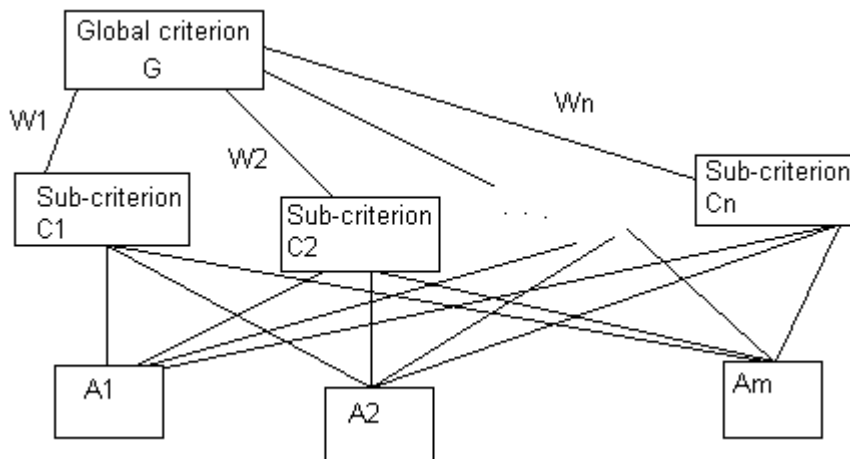 Global criterion
G
W1
W2
Wn
Sub-criterion
C1
Sub-criterion
C2
. . .
Sub-criterion
Cn
A1
A2
Am